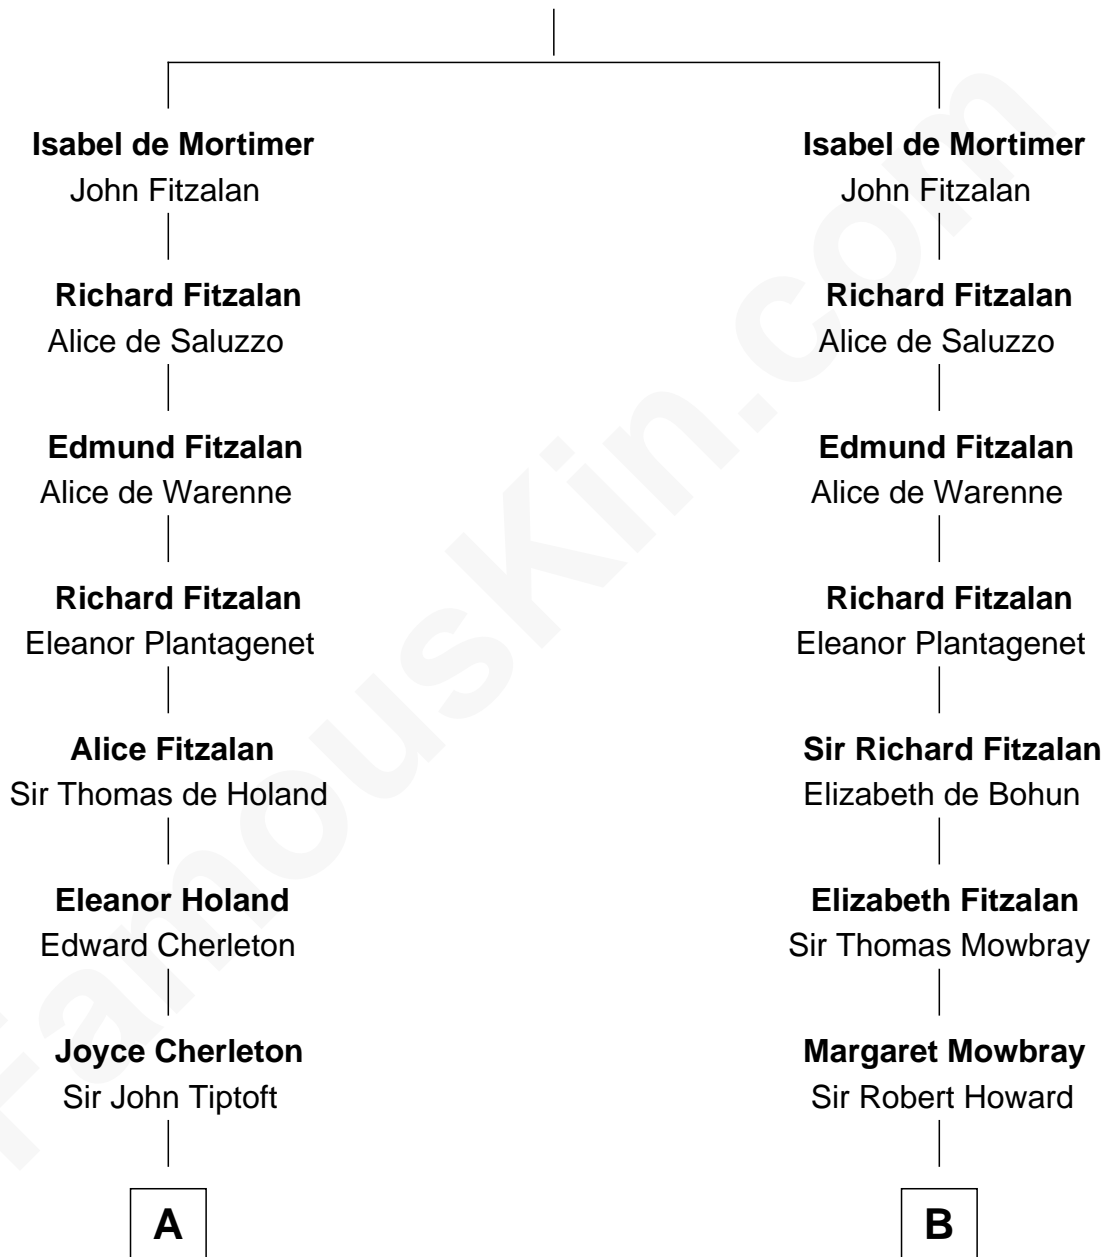 Isabel de Mortimer
John Fitzalan
Richard Fitzalan
Alice de Saluzzo
Edmund Fitzalan
Alice de Warenne
Richard Fitzalan
Eleanor Plantagenet
Alice Fitzalan
Sir Thomas de Holand
Eleanor Holand
Edward Cherleton
Joyce Cherleton
Sir John Tiptoft
A
Isabel de Mortimer
John Fitzalan
Richard Fitzalan
Alice de Saluzzo
Edmund Fitzalan
Alice de Warenne
Richard Fitzalan
Eleanor Plantagenet
Sir Richard Fitzalan
Elizabeth de Bohun
Elizabeth Fitzalan
Sir Thomas Mowbray
Margaret Mowbray
Sir Robert Howard
B
FamousKin.com